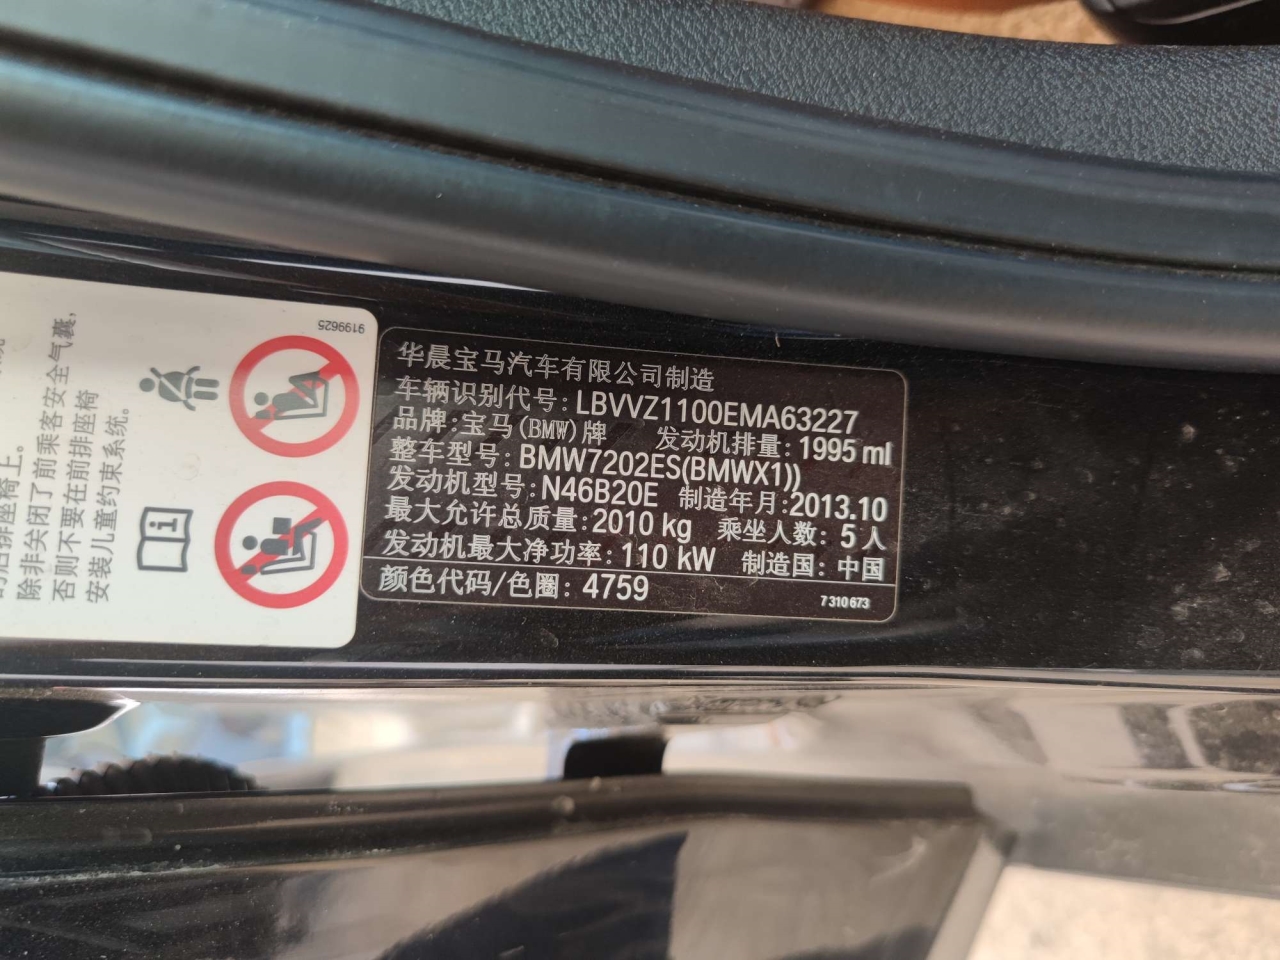 华晨宝马汽车有限公司制造
车辆识别代号: LBVVZ1100EMA63227
品牌: 宝马(BMW)牌 发动机排量: 1995 ml
整车型号: BMW7202ES(BMWX1))
发动机型号: N46B20E 制造年月: 2013.10
最大允许总质量: 2010 kg 乘坐人数: 5人
发动机最大净功率: 110 kW 制造国: 中国
颜色代码/色圈: 4759
7 310 673
9199625
除非关闭了前乘客安全气囊,
否则不要在前排座椅上
安装儿童约束系统。